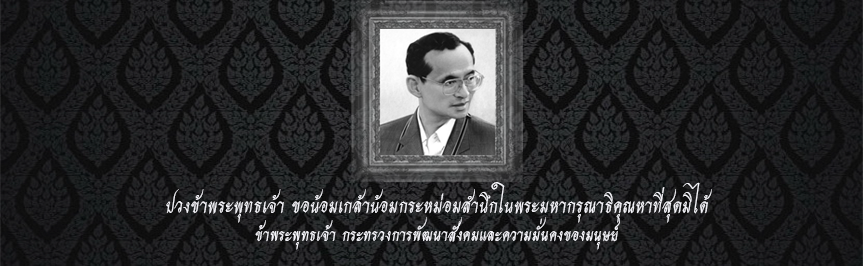 ปวงข้าพระพุทธเจ้า ขอน้อมเกล้าน้อมกระหม่อมสำนึกในพระมหากรุณาธิคุณหาที่สุดมิได้
ข้าพระพุทธเจ้า กระทรวงการพัฒนาสังคมและความมั่นคงของมนุษย์